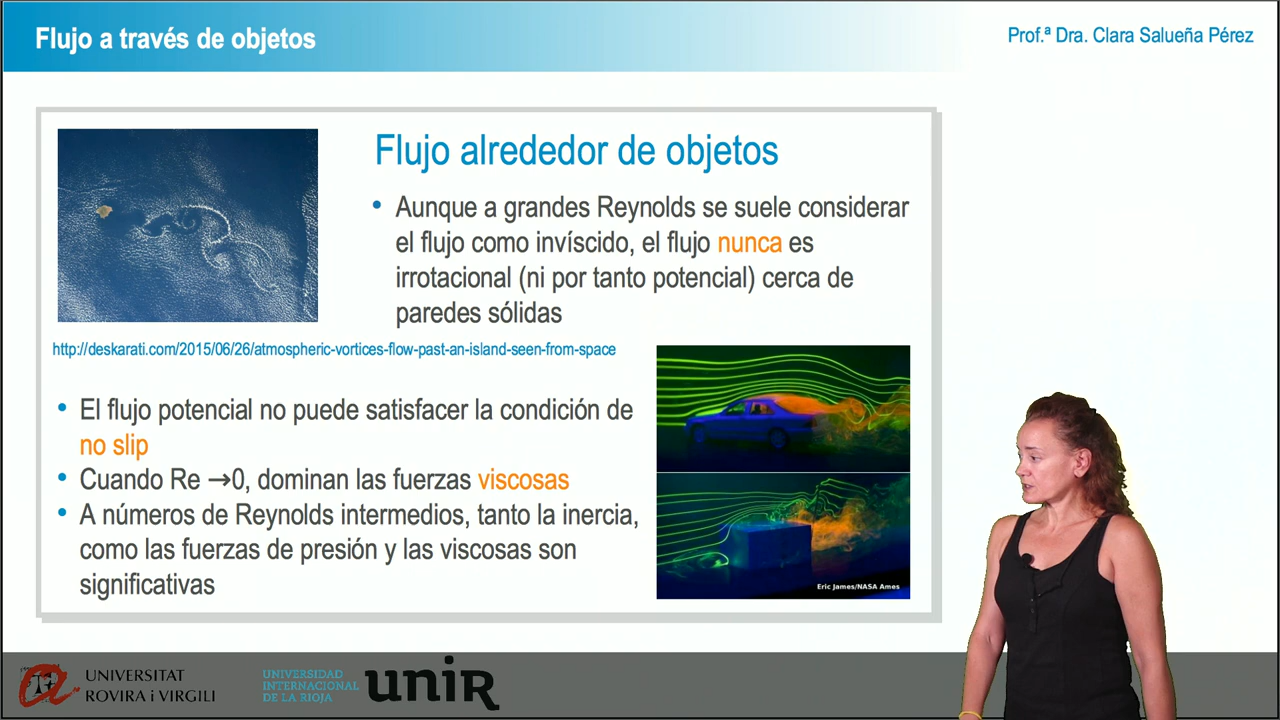 Flujo a través de objetos
Prof.ª Dra. Clara Salueña Pérez
Flujo alrededor de objetos
• Aunque a grandes Reynolds se suele considerar
el flujo como invíscido, el flujo nunca es
irrotacional (ni por tanto potencial) cerca de
paredes sólidas
http://deskarati.com/2015/06/26/atmospheric-vortices-flow-past-an-island-seen-from-space
• El flujo potencial no puede satisfacer la condición de
no slip
• Cuando Re →0, dominan las fuerzas viscosas
• A números de Reynolds intermedios, tanto la inercia,
como las fuerzas de presión y las viscosas son
significativas
Eric James/NASA Ames
UNIVERSITAT
ROVIRA i VIRGILI
UNIVERSIDAD
INTERNACIONAL
DE LA RIOJA
unir